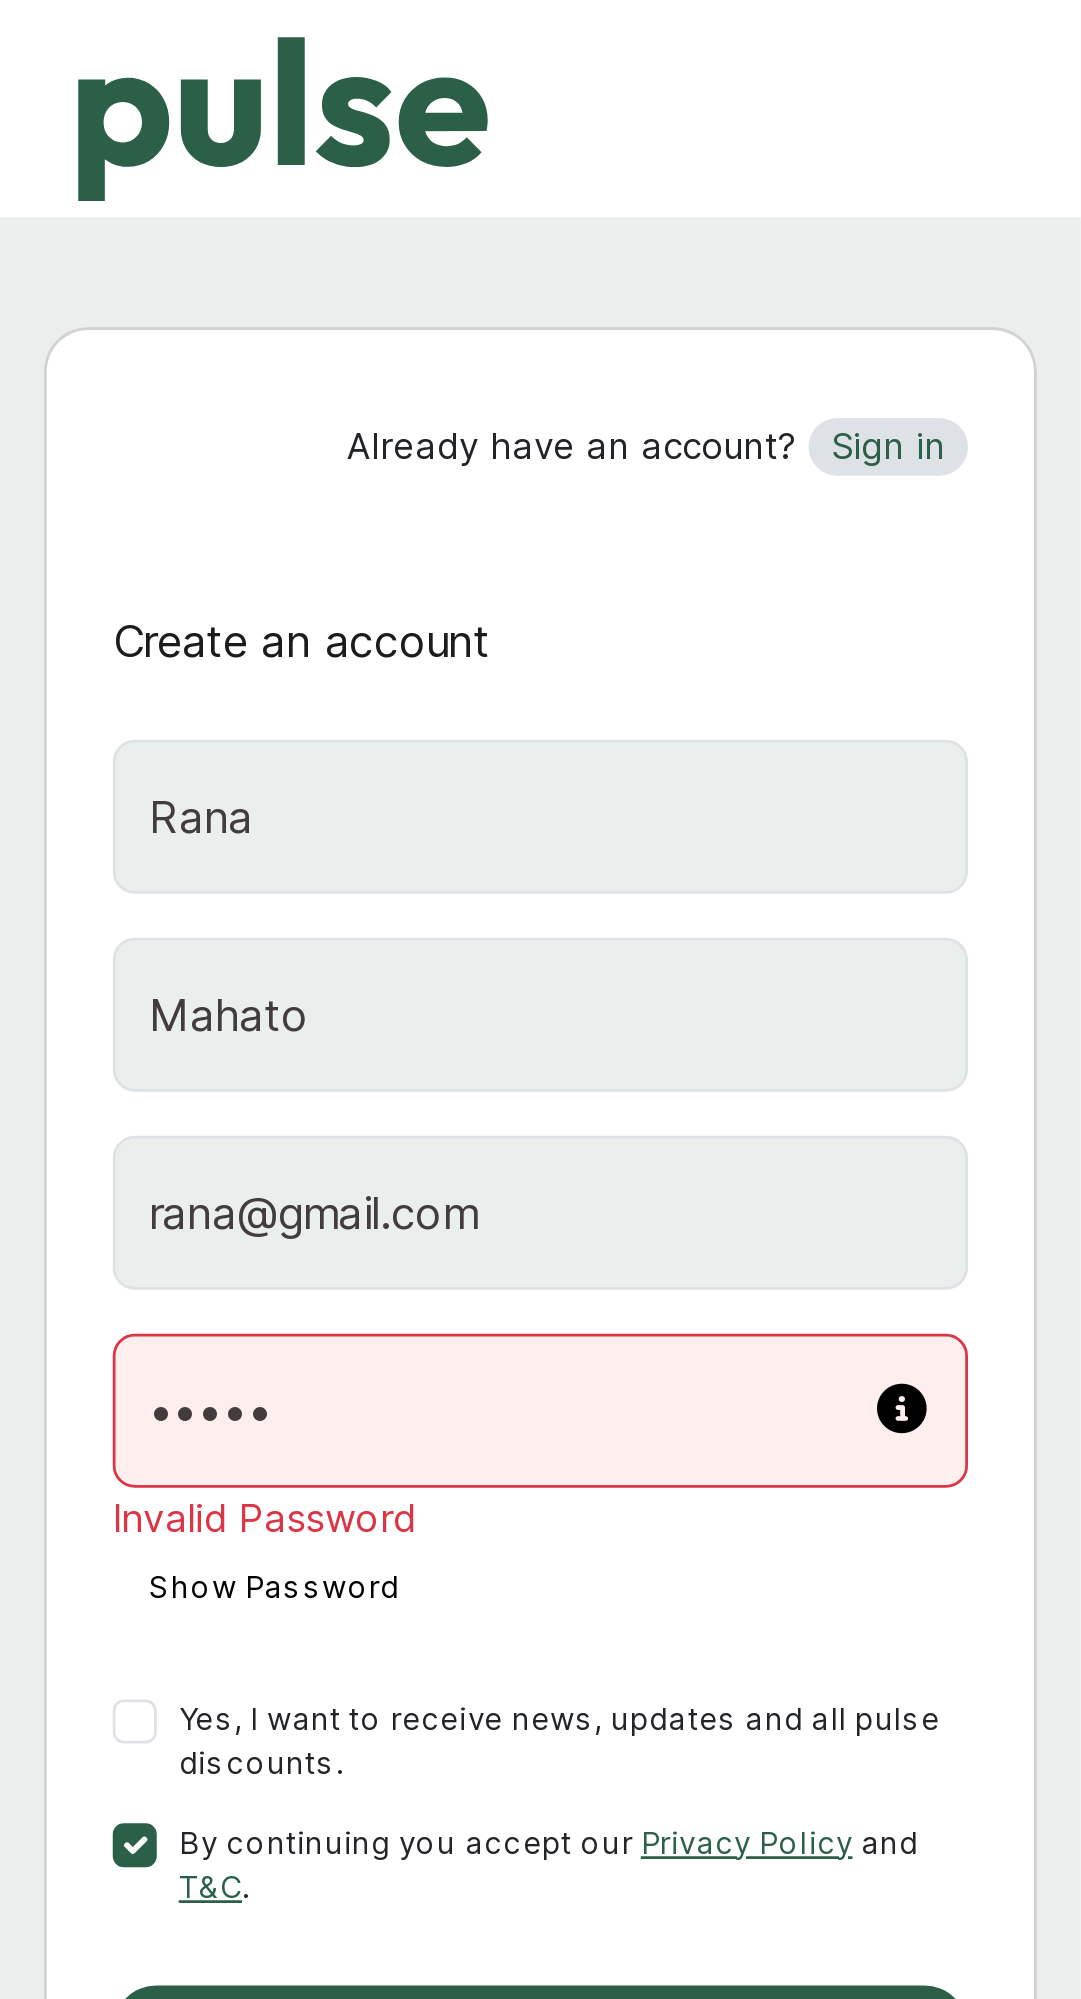 pulse
Already have an account? Sign in
Create an account
Rana
Mahato
rana@gmail.com
•••••
Invalid Password
Show Password
Yes, I want to receive news, updates and all pulse
discounts.
By continuing you accept our Privacy Policy and
T&C.